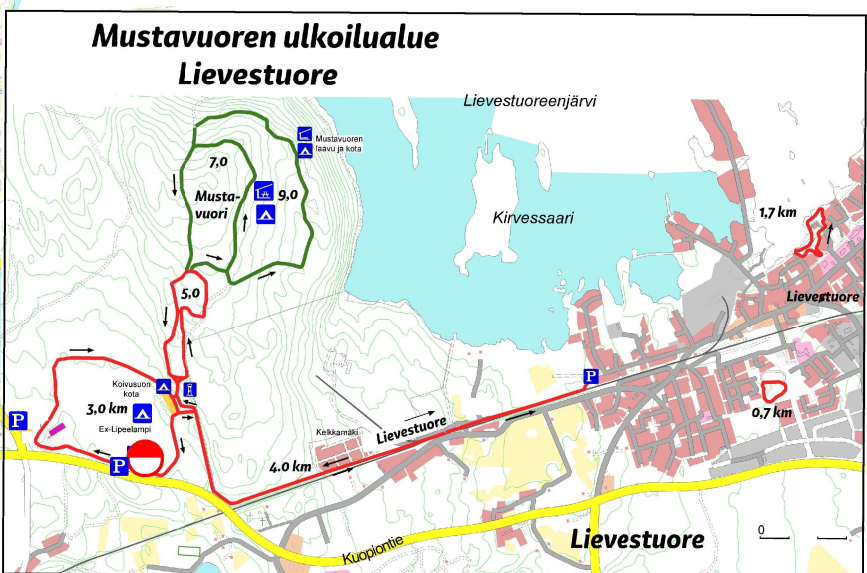 Mustavuoren ulkoilualue
Lievestuore
Lievestuoreenjärvi
Mustavuoren
laavu ja kota
7,0
Musta-
vuori
9,0
Kirvessaari
1,7 km
5,0
Lievestuore
Koivusuon
kota
3,0 km
Ex-Lipeelampi
P
P
P
Kelkkamäki
Lievestuore
0,7 km
4.0 km
Kuopiontie
Lievestuore
0